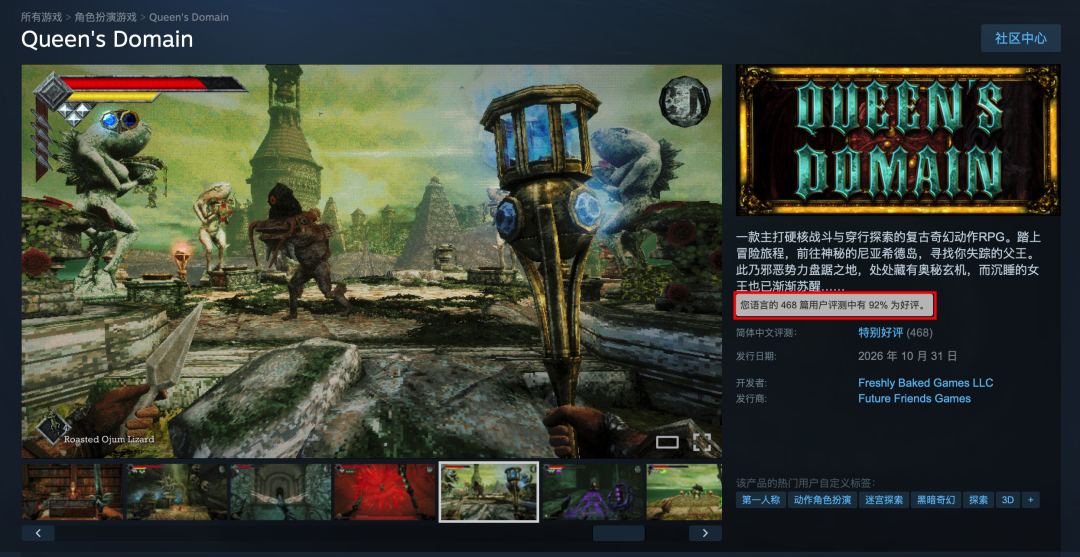 所有游戏 > 角色扮演游戏 > Queen's Domain
Queen's Domain
社区中心
Roasted Ojum Lizard
QUEEN'S
DOMAIN
一款主打硬核战斗与穿行探索的复古奇幻动作RPG。踏上
冒险旅程，前往神秘的尼亚希德岛，寻找你失踪的父王。
此乃邪恶势力盘踞之地，处处藏有奥秘玄机，而沉睡的女
王也已渐渐苏醒……
您语言的 468 篇用户评测中有 92% 为好评。
简体中文评测: 特别好评 (468)
发行日期: 2026 年 10 月 31 日
开发者: Freshly Baked Games LLC
发行商: Future Friends Games
该产品的热门用户自定义标签:
第一人称 动作角色扮演 迷宫探索 黑暗奇幻 探索 3D +